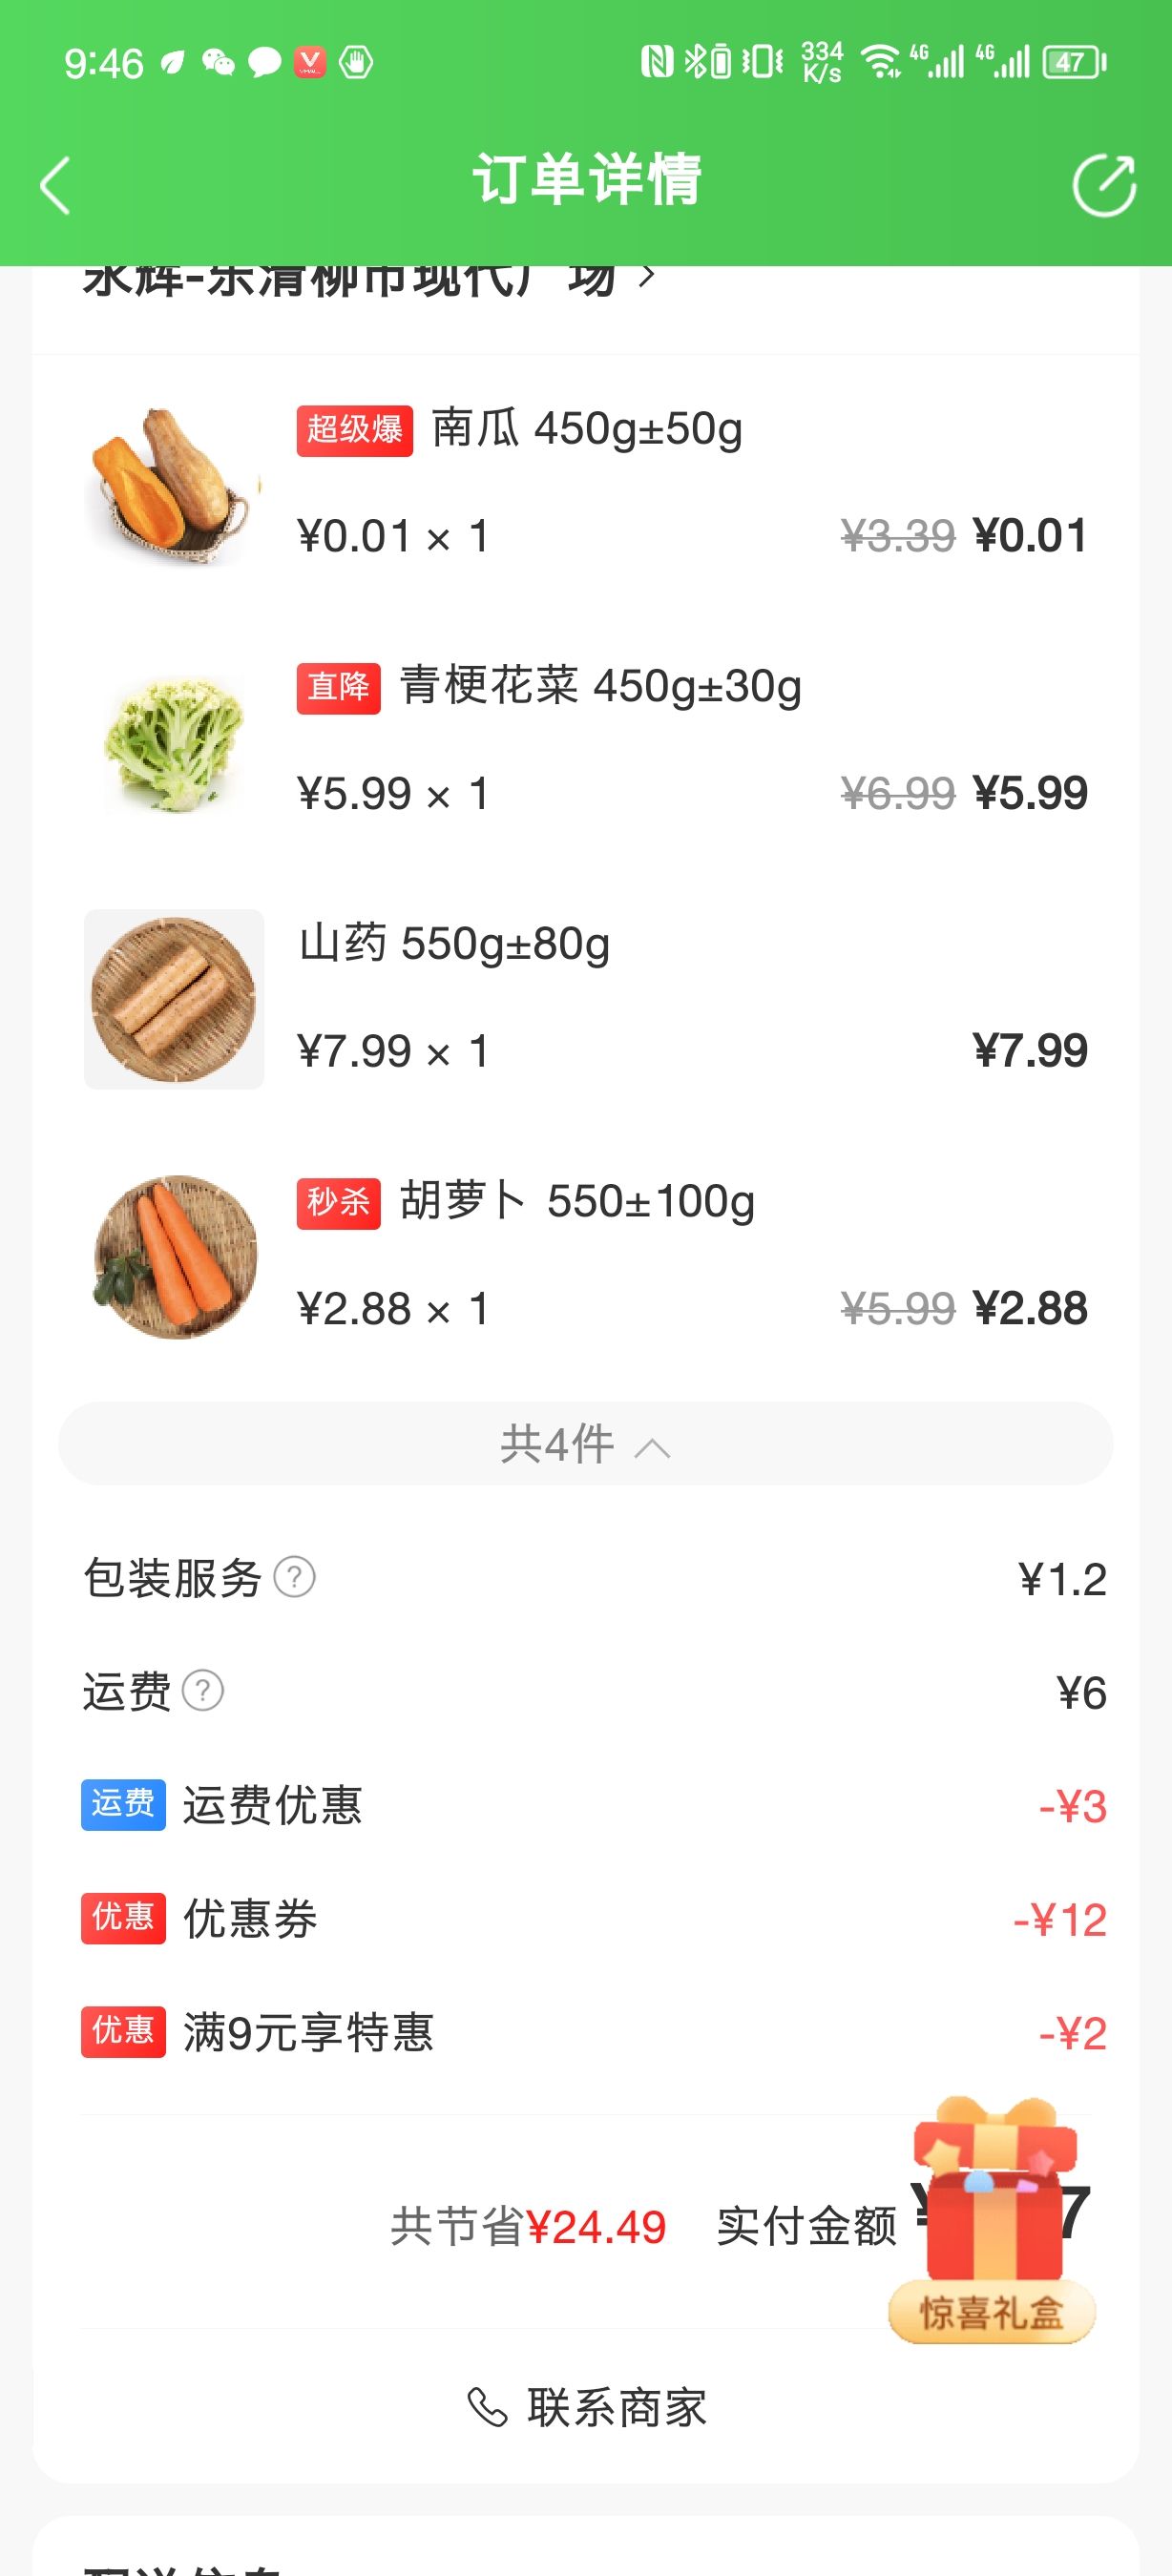 9:46 334 K/s 4G 4G 47
订单详情
永辉-乐清柳市现代广场
超级爆 南瓜 450g±50g
¥0.01 × 1 ¥3.39 ¥0.01
直降 青梗花菜 450g±30g
¥5.99 × 1 ¥6.99 ¥5.99
山药 550g±80g
¥7.99 × 1 ¥7.99
秒杀 胡萝卜 550±100g
¥2.88 × 1 ¥5.99 ¥2.88
共4件
包装服务 ? ¥1.2
运费 ? ¥6
运费 运费优惠 -¥3
优惠 优惠券 -¥12
优惠 满9元享特惠 -¥2
共节省¥24.49 实付金额
惊喜礼盒
联系商家